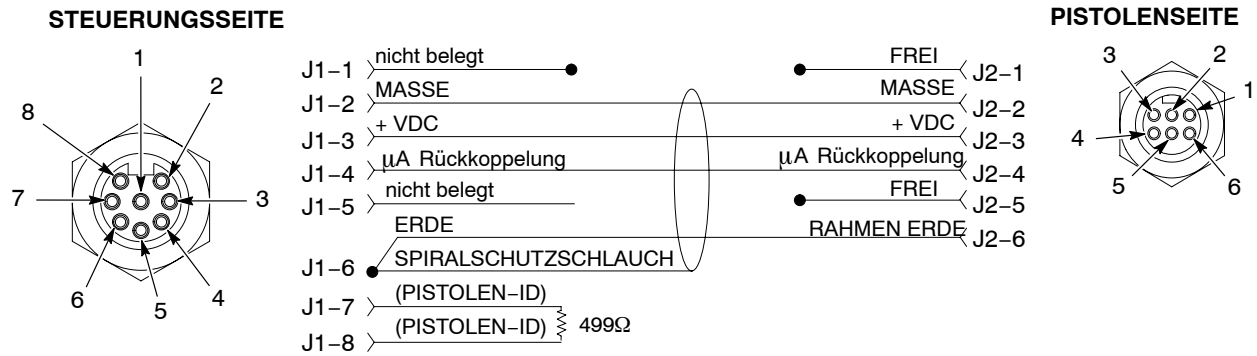 STEUERUNGSSEITE
1
2
8
7
3
6
5
4
J1−1 nicht belegt FREI J2−1
J1−2 MASSE MASSE J2−2
J1−3 + VDC + VDC J2−3
J1−4 μA Rückkoppelung μA Rückkoppelung J2−4
J1−5 nicht belegt FREI J2−5
ERDE RAHMEN ERDE J2−6
J1−6 SPIRALSCHUTZSCHLAUCH
J1−7 (PISTOLEN−ID)
499Ω
J1−8 (PISTOLEN−ID)
PISTOLENSEITE
3
2
1
4
5
6